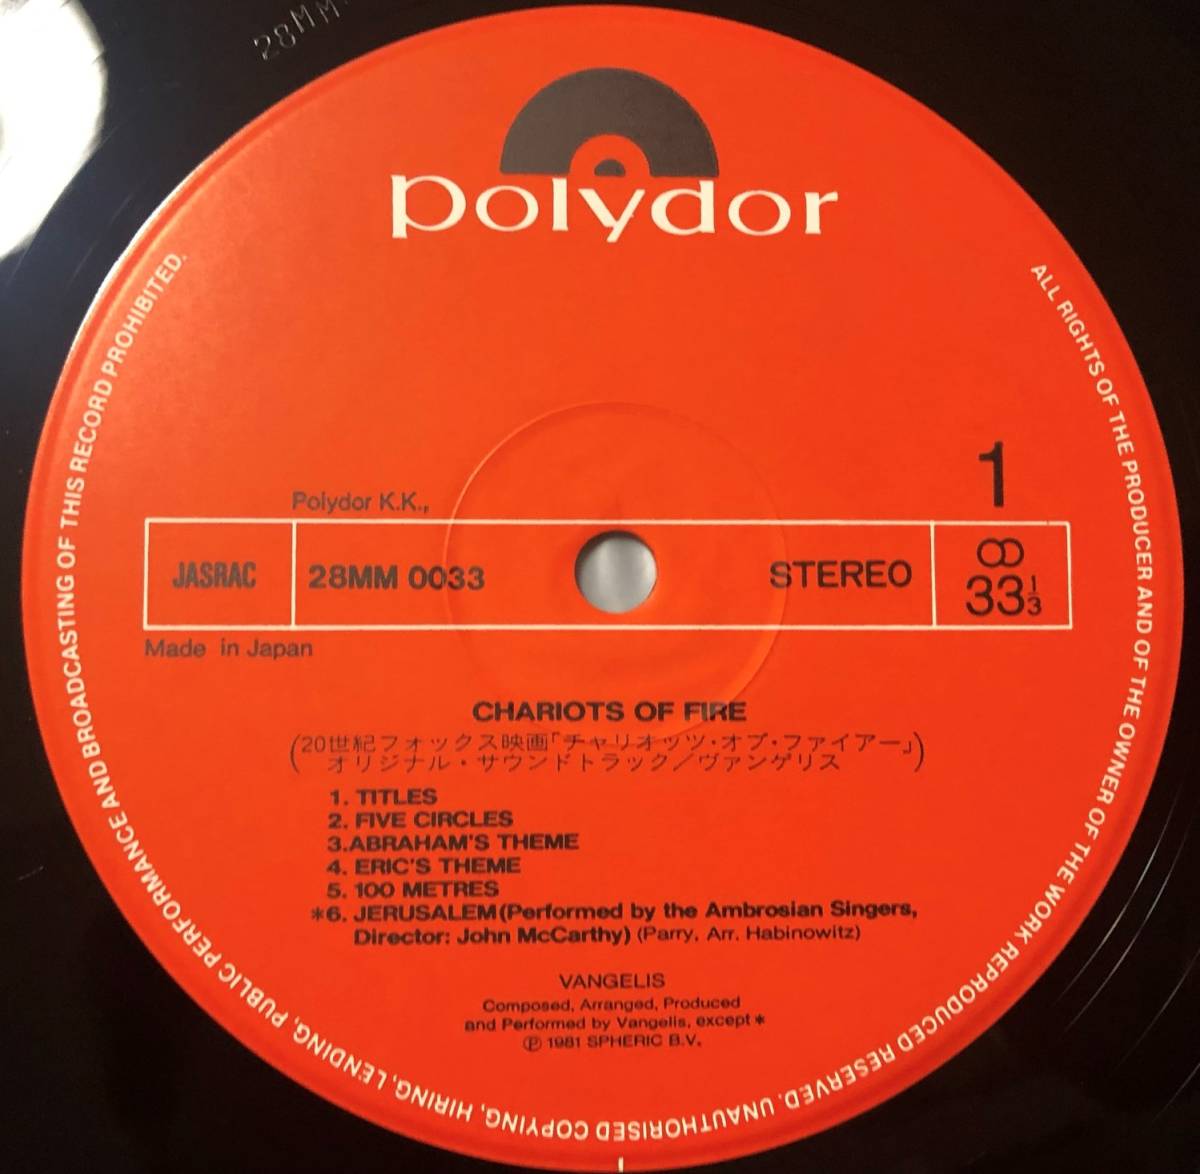 28MM
polydor
1
Polydor K.K.,
JASRAC
28MM 0033
STEREO
33 1/3
Made in Japan
CHARIOTS OF FIRE
(20世紀フォックス映画「チャリオッツ・オブ・ファイアー」
オリジナル・サウンドトラック／ヴァンゲリス)
1. TITLES
2. FIVE CIRCLES
3.ABRAHAM'S THEME
4. ERIC'S THEME
5. 100 METRES
*6. JERUSALEM(Performed by the Ambrosian Singers,
Director: John McCarthy) (Parry, Arr. Habinowitz)
VANGELIS
Composed, Arranged, Produced
and Performed by Vangelis, except *
℗ 1981 SPHERIC B.V.
ALL RIGHTS OF THE PRODUCER AND OF THE OWNER OF THE WORK REPRODUCED RESERVED. UNAUTHORISED COPYING, HIRING, LENDING, PUBLIC PERFORMANCE AND BROADCASTING OF THIS RECORD PROHIBITED.